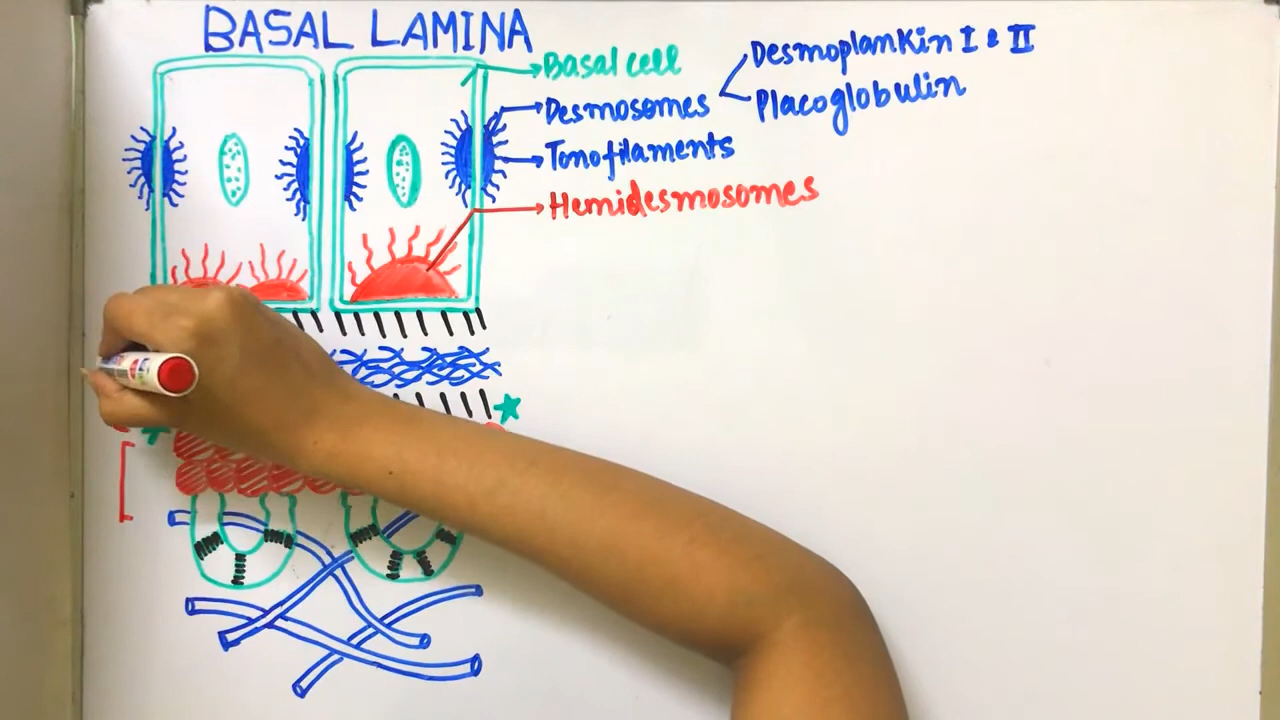 BASAL LAMINA
Basal cell
Desmosomes
Desmoplankin I & II
Placoglobulin
Tonofilaments
Hemidesmosomes